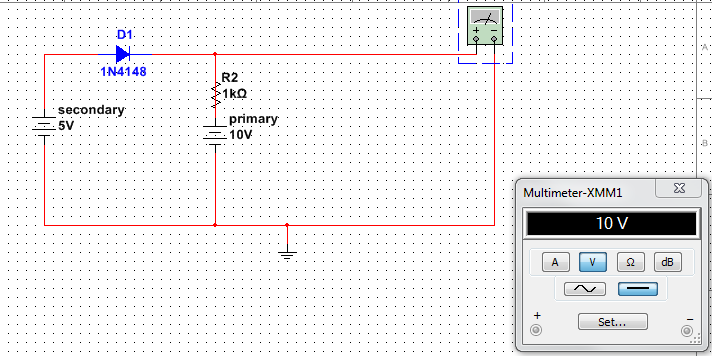 D1
1N4148
R2
1kΩ
secondary
5V
primary
10V
+ -
A
B
Multimeter-XMM1
10 V
A V Ω dB
+ Set... -